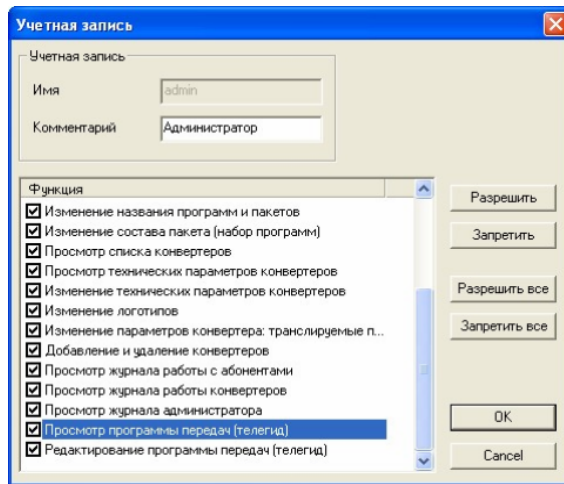 Учетная запись
Учетная запись
Имя
admin
Комментарий
Администратор
Функция
Изменение названия программ и пакетов
Изменение состава пакета (набор программ)
Просмотр списка конвертеров
Просмотр технических параметров конвертеров
Изменение технических параметров конвертеров
Изменение логотипов
Изменение параметров конвертера: транслируемые п...
Добавление и удаление конвертеров
Просмотр журнала работы с абонентами
Просмотр журнала работы конвертеров
Просмотр журнала администратора
Просмотр программы передач (телегид)
Редактирование программы передач (телегид)
Разрешить
Запретить
Разрешить все
Запретить все
OK
Cancel